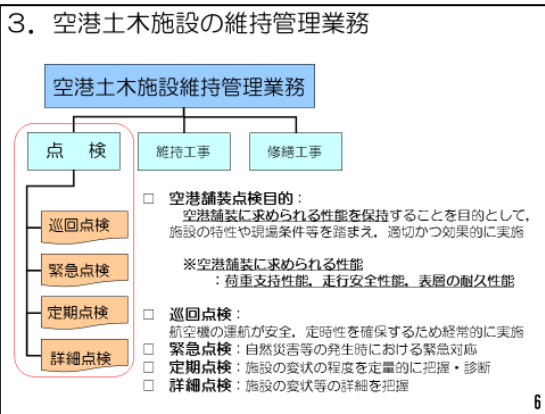 3．空港土木施設の維持管理業務
空港土木施設維持管理業務
点　検
維持工事
修繕工事
巡回点検
緊急点検
定期点検
詳細点検
□ 空港舗装点検目的：
空港舗装に求められる性能を保持することを目的として，
施設の特性や現場条件等を踏まえ，適切かつ効果的に実施
※空港舗装に求められる性能
：荷重支持性能，走行安全性能，表層の耐久性能
□ 巡回点検：
航空機の運航が安全，定時性を確保するため経常的に実施
□ 緊急点検：自然災害等の発生時における緊急対応
□ 定期点検：施設の変状の程度を定量的に把握・診断
□ 詳細点検：施設の変状等の詳細を把握
6